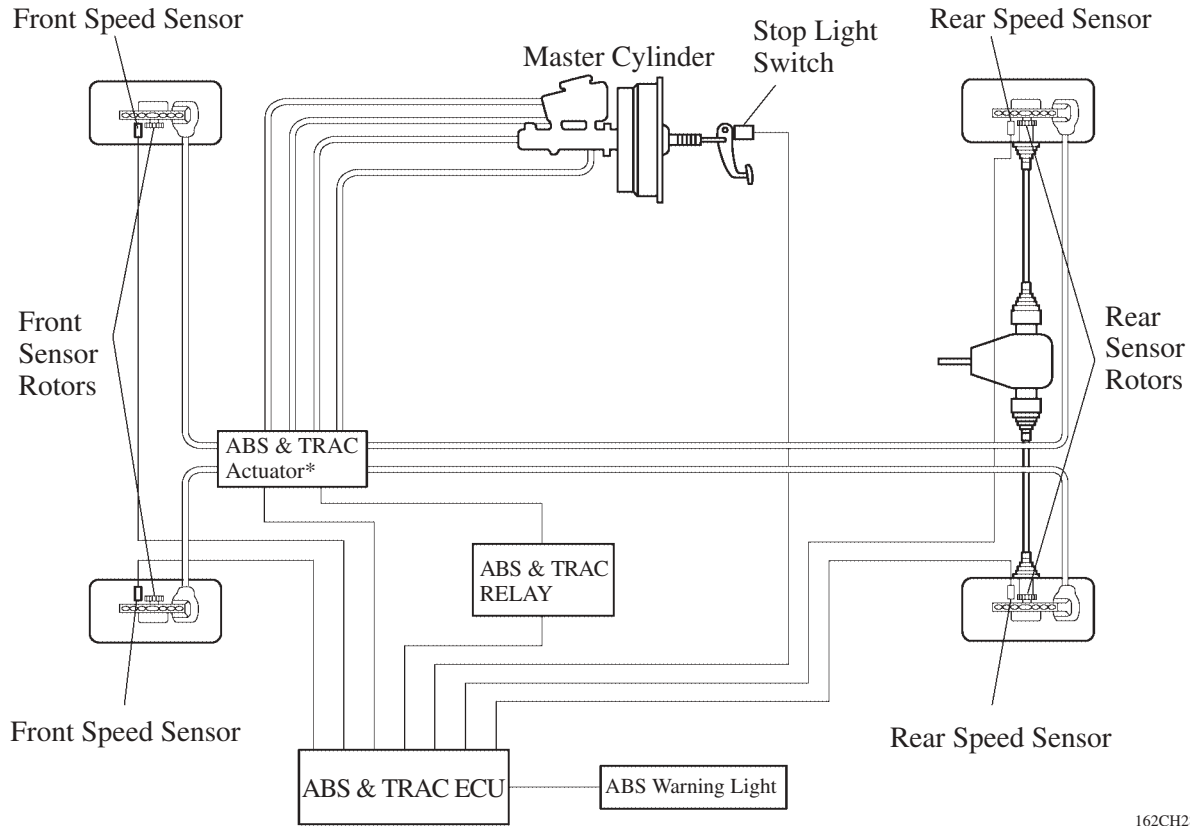 Front Speed Sensor
Rear Speed Sensor
Stop Light
Switch
Master Cylinder
Front
Sensor
Rotors
Rear
Sensor
Rotors
ABS & TRAC
Actuator*
ABS & TRAC
RELAY
Front Speed Sensor
Rear Speed Sensor
ABS & TRAC ECU
ABS Warning Light
162CH2